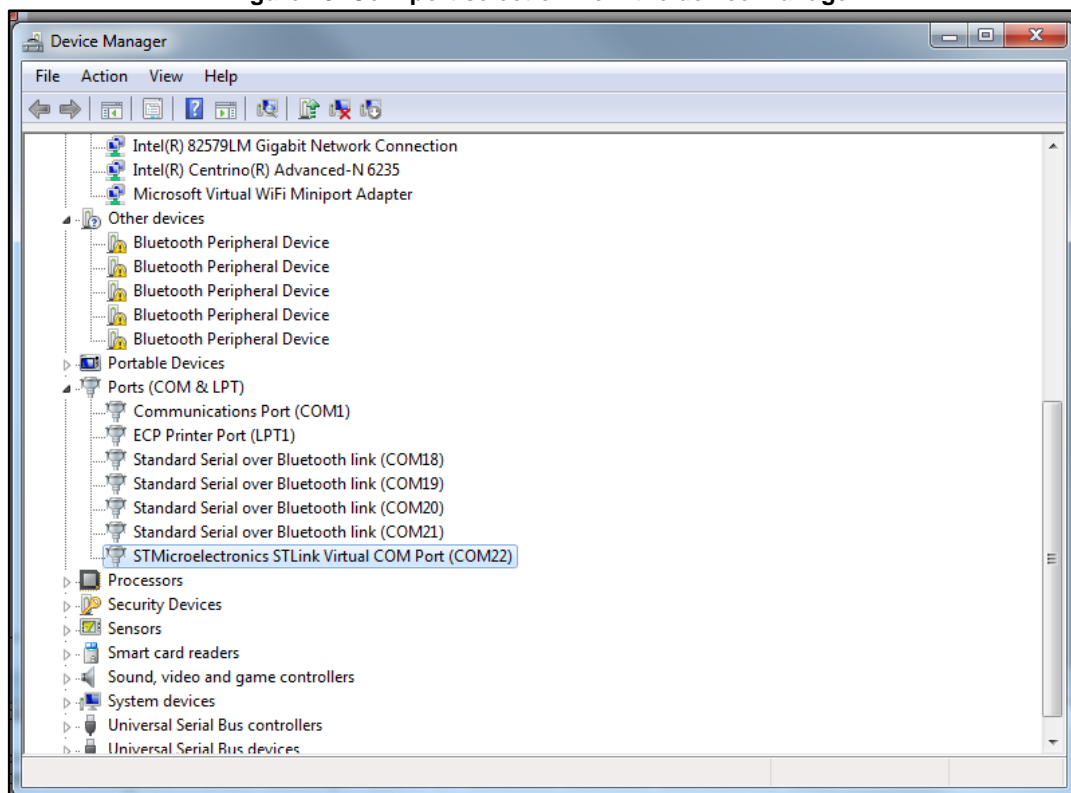 Device Manager
File Action View Help
Intel(R) 82579LM Gigabit Network Connection
Intel(R) Centrino(R) Advanced-N 6235
Microsoft Virtual WiFi Miniport Adapter
Other devices
Bluetooth Peripheral Device
Bluetooth Peripheral Device
Bluetooth Peripheral Device
Bluetooth Peripheral Device
Bluetooth Peripheral Device
Portable Devices
Ports (COM & LPT)
Communications Port (COM1)
ECP Printer Port (LPT1)
Standard Serial over Bluetooth link (COM18)
Standard Serial over Bluetooth link (COM19)
Standard Serial over Bluetooth link (COM20)
Standard Serial over Bluetooth link (COM21)
STMicroelectronics STLink Virtual COM Port (COM22)
Processors
Security Devices
Sensors
Smart card readers
Sound, video and game controllers
System devices
Universal Serial Bus controllers
Universal Serial Bus devices